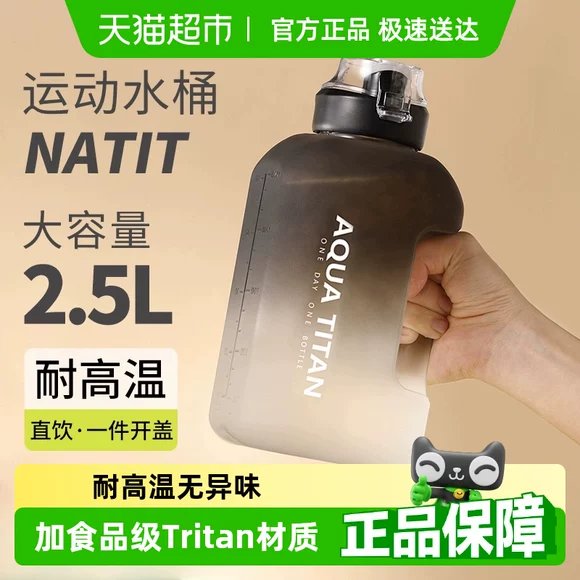 天猫超市 官方正品 极速送达
运动水桶
NATIT
大容量
2.5L
耐高温
直饮·一件开盖
AQUA TITAN
ONE DAY ONE BOTTLE
耐高温无异味
加食品级Tritan材质
正品保障